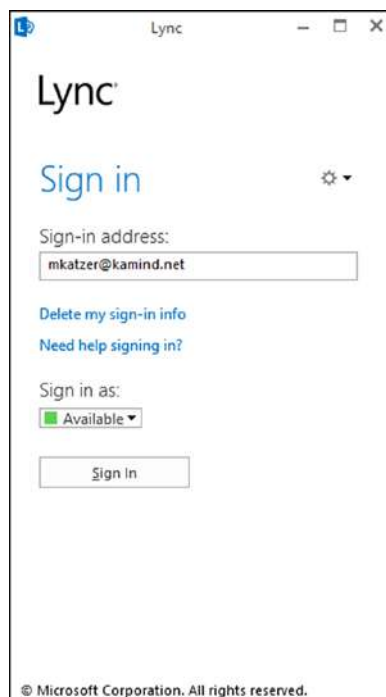 Lync
Lync
Sign in
Sign-in address:
mkatzer@kamind.net
Delete my sign-in info
Need help signing in?
Sign in as:
Available
Sign In
© Microsoft Corporation. All rights reserved.